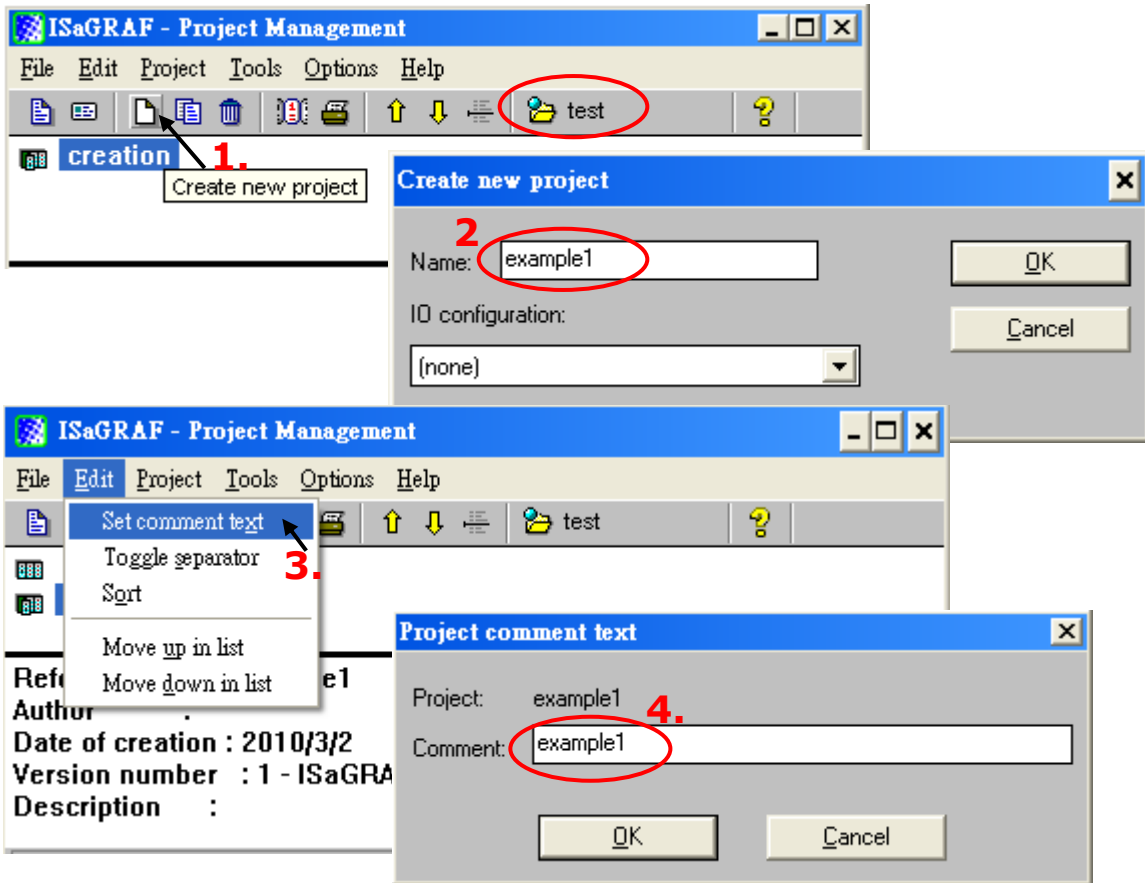 ISaGRAF - Project Management
File Edit Project Tools Options Help
test
creation
1.
Create new project
Create new project
2
Name: example1
OK
IO configuration:
Cancel
(none)
ISaGRAF - Project Management
File Edit Project Tools Options Help
test
Set comment text
3.
Toggle separator
Sort
Move up in list
Move down in list
Refe e1
Author :
Date of creation : 2010/3/2
Version number : 1 - ISaGRA
Description :
Project comment text
Project: example1
4.
Comment: example1
OK Cancel